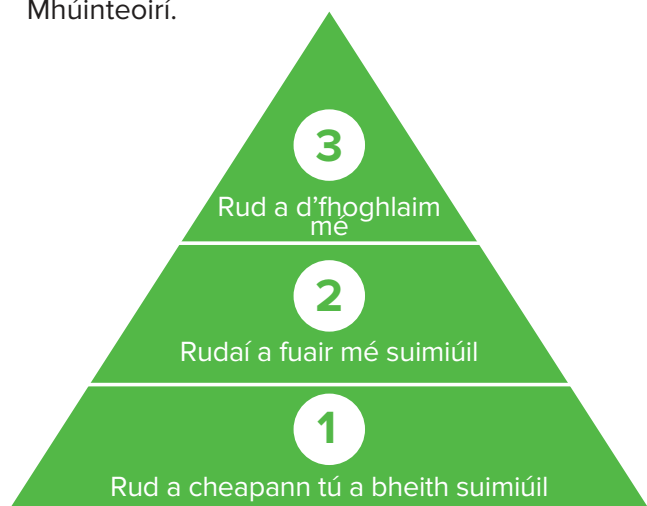 Mhúinteoirí.
3
Rud a d'fhoghlaim
mé
2
Rudaí a fuair mé suimiúil
1
Rud a cheapann tú a bheith suimiúil